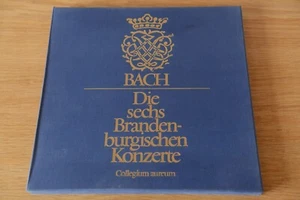 BACH
Die
sechs
Branden-
burgischen
Konzerte
Collegium aureum